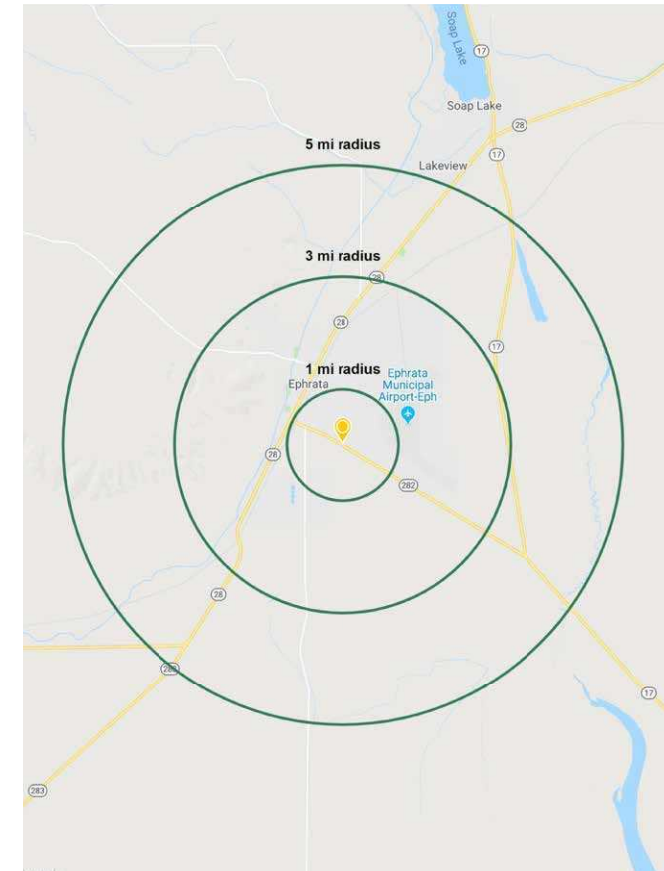 Soap Lake
17
Soap Lake
28
17
5 mi radius
Lakeview
3 mi radius
28
28
17
1 mi radius
Ephrata
Ephrata
Municipal
Airport-Eph
28
282
28
17
283